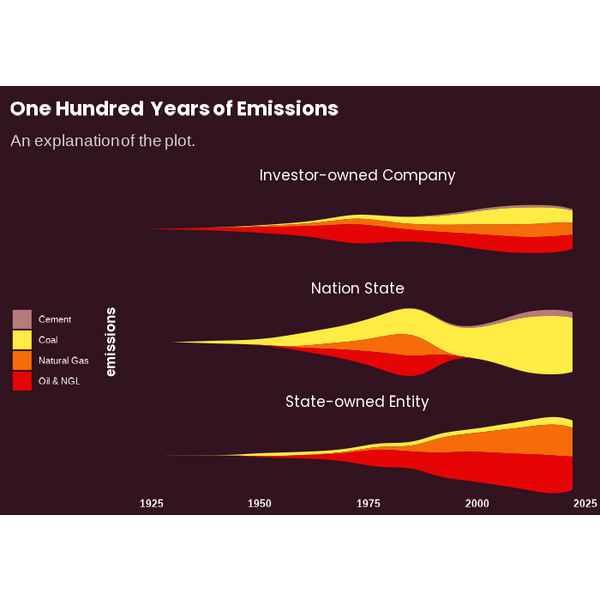 One Hundred Years of Emissions
An explanation of the plot.
Investor-owned Company
Nation State
Cement
Coal
Natural Gas
Oil & NGL
emissions
State-owned Entity
1925 1950 1975 2000 2025